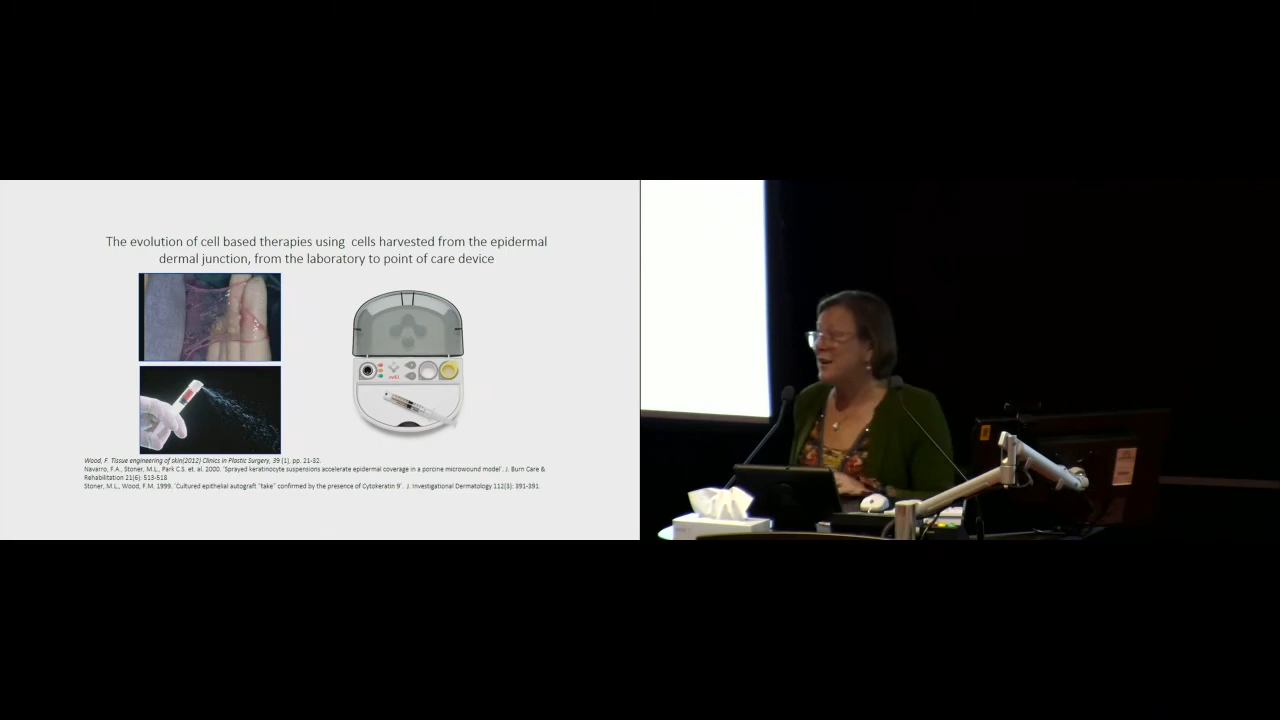 The evolution of cell based therapies using cells harvested from the epidermal
dermal junction, from the laboratory to point of care device
Wood, F. Tissue engineering of skin(2012) Clinics in Plastic Surgery, 39 (1), pp. 21-32.
Navarro, F.A., Stoner, M.L., Park C.S. et. al. 2000. 'Sprayed keratinocyte suspensions accelerate epidermal coverage in a porcine microwound model'. J. Burn Care &
Rehabilitation 21(6): 513-518
Stoner, M.L., Wood, F.M. 1999. 'Cultured epithelial autograft "take" confirmed by the presence of Cytokeratin 9'. J. Investigational Dermatology 112(3): 391-391.